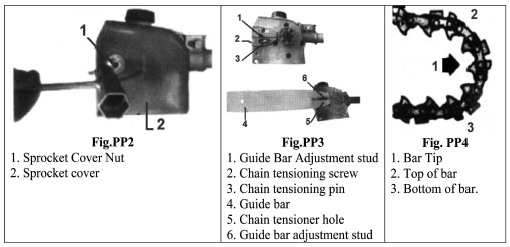 1
2
Fig.PP2
1. Sprocket Cover Nut
2. Sprocket cover
1
2
3
6
4
5
Fig.PP3
1. Guide Bar Adjustment stud
2. Chain tensioning screw
3. Chain tensioning pin
4. Guide bar
5. Chain tensioner hole
6. Guide bar adjustment stud
2
1
3
Fig. PP4
1. Bar Tip
2. Top of bar
3. Bottom of bar.